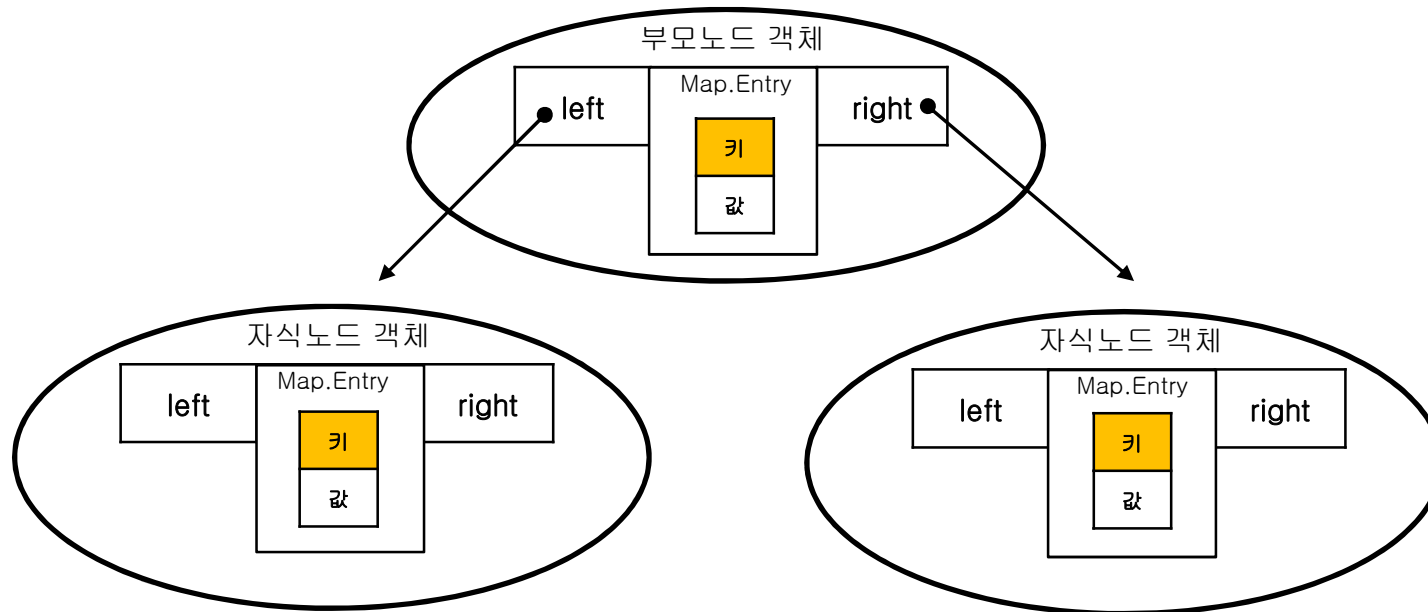 부모노드 객체
Map.Entry
left
right
키
값
자식노드 객체
Map.Entry
left
right
키
값
자식노드 객체
Map.Entry
left
right
키
값